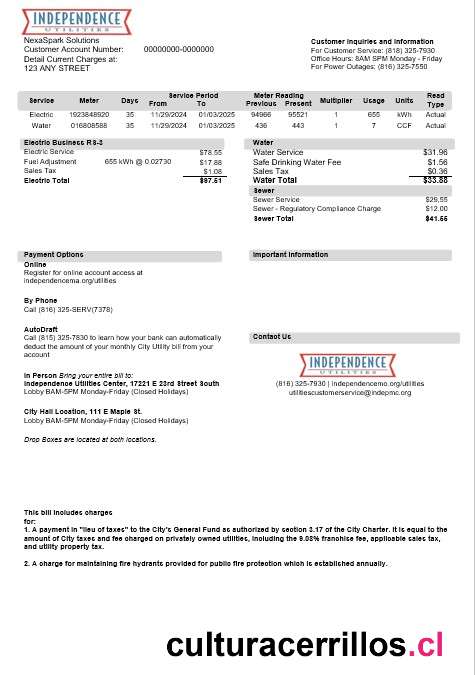 INDEPENDENCE
UTILITIES
NexaSpark Solutions
Customer Account Number: 00000000-0000000
Detail Current Charges at:
123 ANY STREET
Customer Inquiries and Information
For Customer Service: (818) 325-7930
Office Hours: 8AM SPM Monday - Friday
For Power Outages: (816) 325-7550
Service Meter Days Service Period From To Meter Reading Previous Present Multiplier Usage Units Read Type
Electric 1923848920 35 11/29/2024 01/03/2025 94966 95521 1 655 kWh Actual
Water 016808588 35 11/29/2024 01/03/2025 436 443 1 7 CCF Actual
Electric Business RS-3
Electric Service $78.55
Fuel Adjustment 655 kWh @ 0.02730 $17.88
Sales Tax $1.08
Electric Total $97.51
Water
Water Service $31.96
Safe Drinking Water Fee $1.56
Sales Tax $0.36
Water Total $33.88
Sewer
Sewer Service $29.55
Sewer - Regulatory Compliance Charge $12.00
Sewer Total $41.55
Payment Options
Online
Register for online account access at
independencema.org/utilities
By Phone
Call (816) 325-SERV(7378)
AutoDraft
Call (815) 325-7830 to learn how your bank can automatically
deduct the amount of your monthly City Utility bill from your
account
In Person Bring your entire bill to:
Independence Utilities Center, 17221 E 23rd Street South
Lobby 8AM-5PM Monday-Friday (Closed Holidays)
City Hall Location, 111 E Maple St.
Lobby 8AM-5PM Monday-Friday (Closed Holidays)
Drop Boxes are located at both locations.
Important Information
Contact Us
INDEPENDENCE
UTILITIES
(816) 325-7930 | independencemo.org/utilities
utilitiescustomerservice@indepmc.org
This bill includes charges
for:
1. A payment in "lieu of taxes" to the City's General Fund as authorized by section 3.17 of the City Charter. It is equal to the
amount of City taxes and fee charged on privately owned utilities, including the 9.08% franchise fee, applicable sales tax,
and utility property tax.
2. A charge for maintaining fire hydrants provided for public fire protection which is established annually.
culturacerrillos.cl